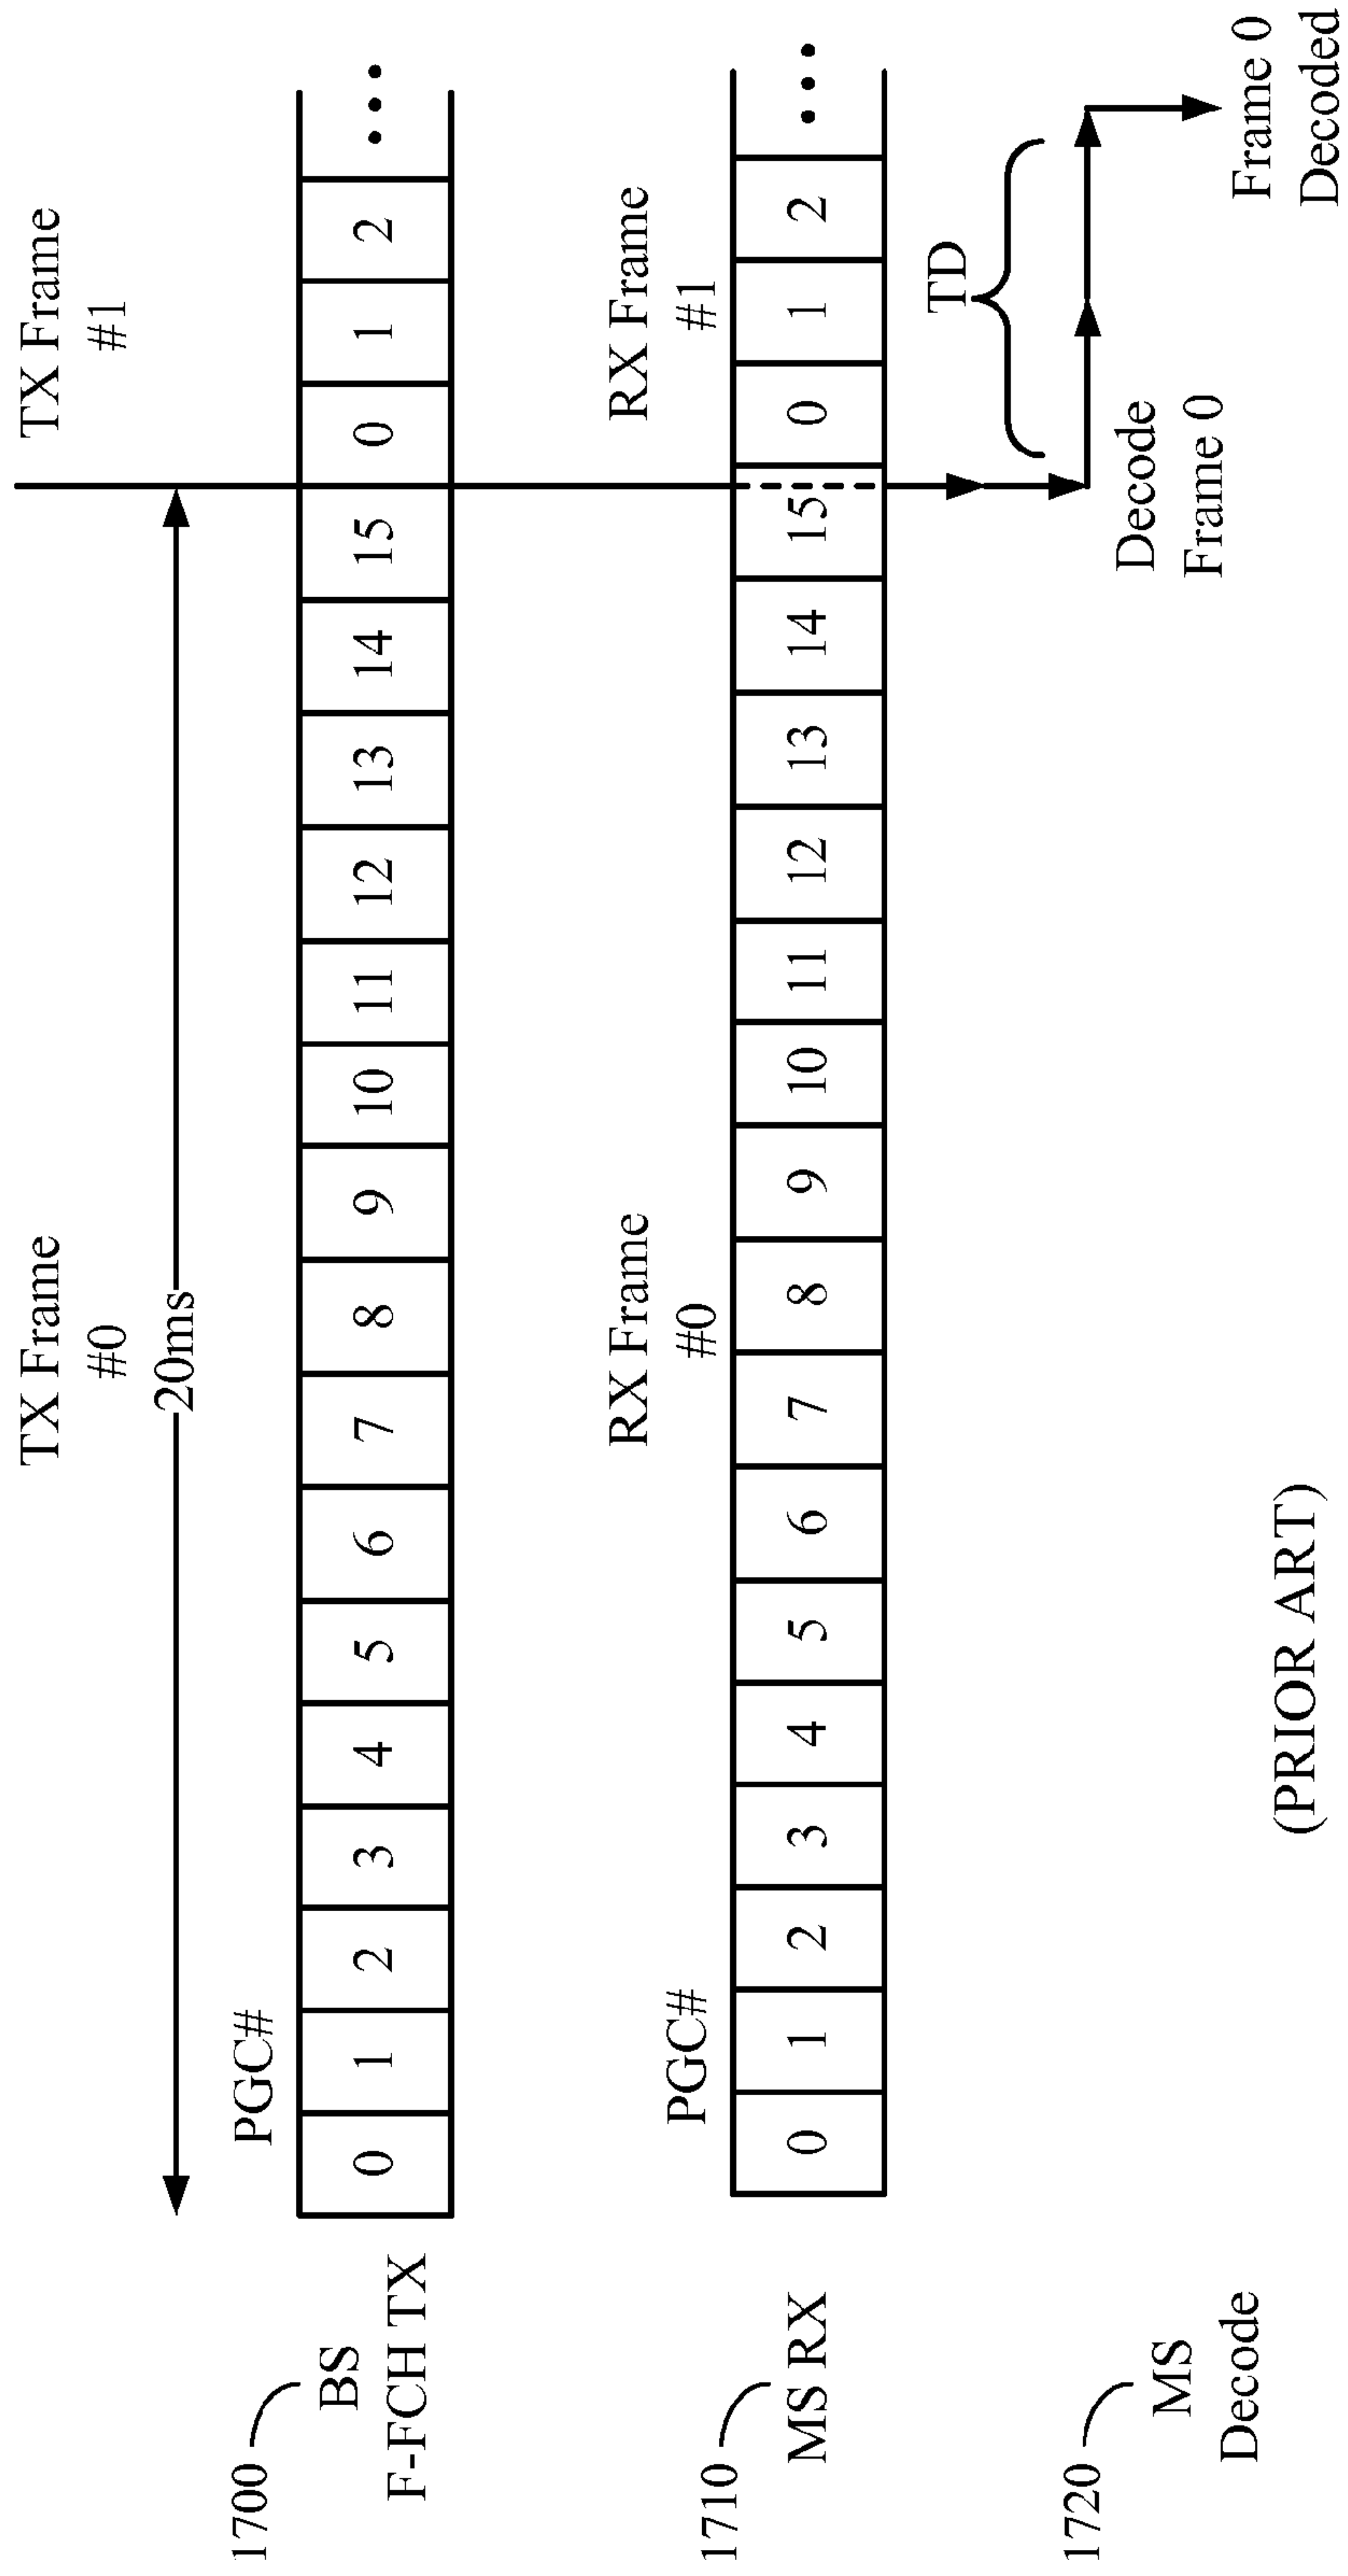 TX Frame
#0
TX Frame
#1
20ms
PGC#
1700
BS
F-FCH TX
0 1 2 3 4 5 6 7 8 9 10 11 12 13 14 15 0 1 2 •••
RX Frame
#0
RX Frame
#1
PGC#
1710
MS RX
0 1 2 3 4 5 6 7 8 9 10 11 12 13 14 15 0 1 2 •••
TD
1720
MS
Decode
Decode
Frame 0
Frame 0
Decoded
(PRIOR ART)